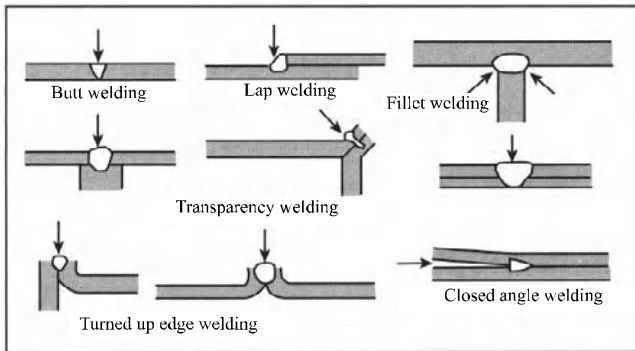 Butt welding
Lap welding
Fillet welding
Transparency welding
Turned up edge welding
Closed angle welding